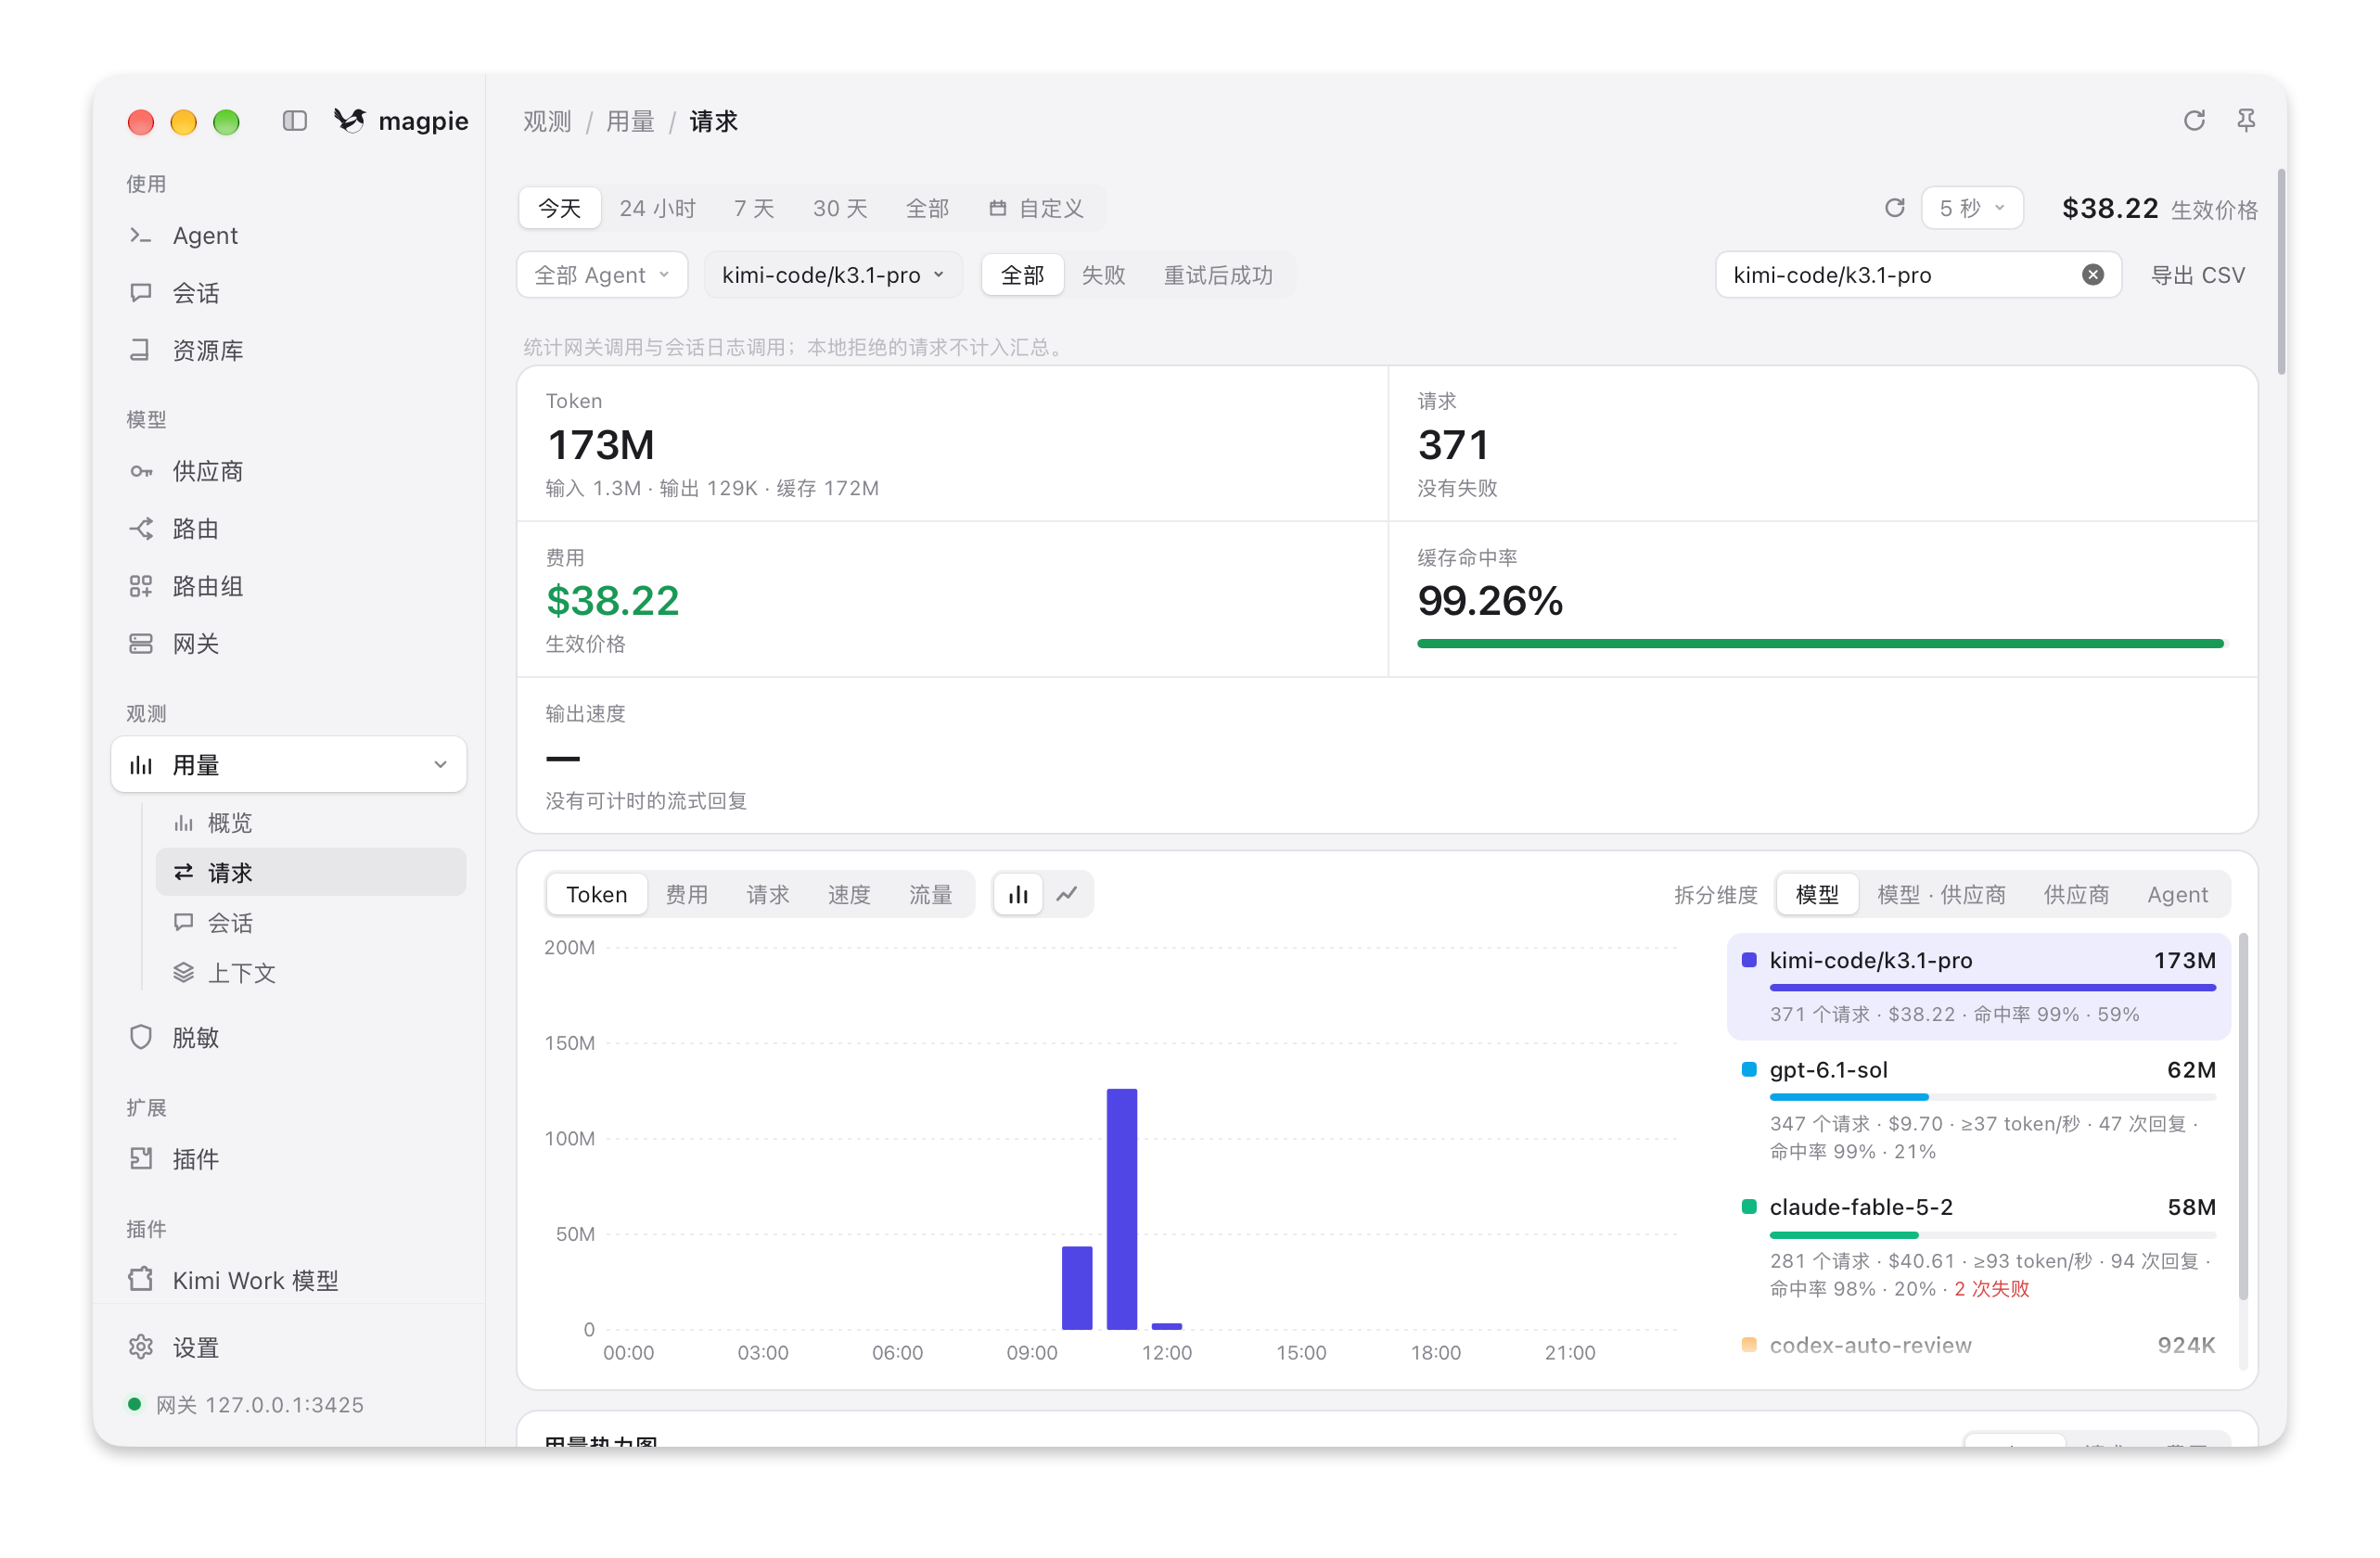 magpie
观测 / 用量 / 请求
使用
Agent
会话
资源库
模型
供应商
路由
路由组
网关
观测
用量
概览
请求
会话
上下文
脱敏
扩展
插件
插件
Kimi Work 模型
设置
网关 127.0.0.1:3425
今天 24 小时 7 天 30 天 全部 自定义
5 秒 $38.22 生效价格
全部 Agent kimi-code/k3.1-pro 全部 失败 重试后成功
kimi-code/k3.1-pro 导出 CSV
统计网关调用与会话日志调用；本地拒绝的请求不计入汇总。
Token
173M
输入 1.3M · 输出 129K · 缓存 172M
请求
371
没有失败
费用
$38.22
生效价格
缓存命中率
99.26%
输出速度
—
没有可计时的流式回复
Token 费用 请求 速度 流量
拆分维度 模型 模型 · 供应商 供应商 Agent
200M
150M
100M
50M
0
00:00 03:00 06:00 09:00 12:00 15:00 18:00 21:00
kimi-code/k3.1-pro 173M
371 个请求 · $38.22 · 命中率 99% · 59%
gpt-6.1-sol 62M
347 个请求 · $9.70 · ≥37 token/秒 · 47 次回复 ·
命中率 99% · 21%
claude-fable-5-2 58M
281 个请求 · $40.61 · ≥93 token/秒 · 94 次回复 ·
命中率 98% · 20% · 2 次失败
codex-auto-review 924K
用量热力图